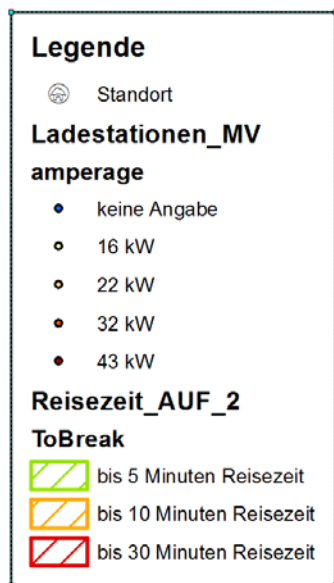 Legende
Standort
Ladestationen_MV
amperage
keine Angabe
16 kW
22 kW
32 kW
43 kW
Reisezeit_AUF_2
ToBreak
bis 5 Minuten Reisezeit
bis 10 Minuten Reisezeit
bis 30 Minuten Reisezeit